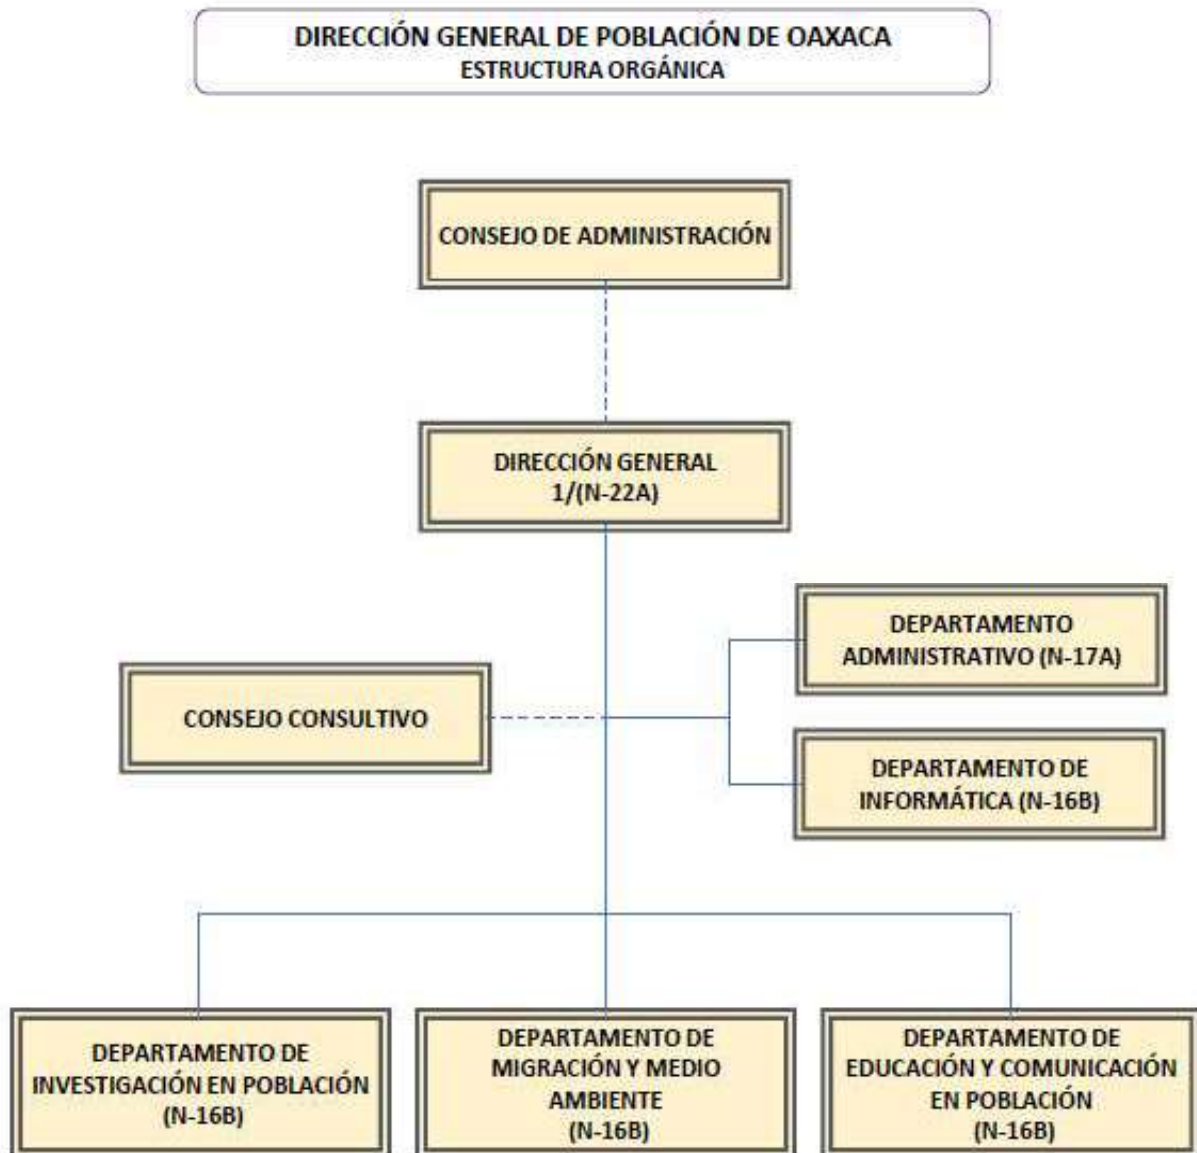 DIRECCIÓN GENERAL DE POBLACIÓN DE OAXACA
ESTRUCTURA ORGÁNICA
CONSEJO DE ADMINISTRACIÓN
DIRECCIÓN GENERAL
1/(N-22A)
DEPARTAMENTO
ADMINISTRATIVO (N-17A)
CONSEJO CONSULTIVO
DEPARTAMENTO DE
INFORMÁTICA (N-16B)
DEPARTAMENTO DE
INVESTIGACIÓN EN POBLACIÓN
(N-16B)
DEPARTAMENTO DE
MIGRACIÓN Y MEDIO
AMBIENTE
(N-16B)
DEPARTAMENTO DE
EDUCACIÓN Y COMUNICACIÓN
EN POBLACIÓN
(N-16B)